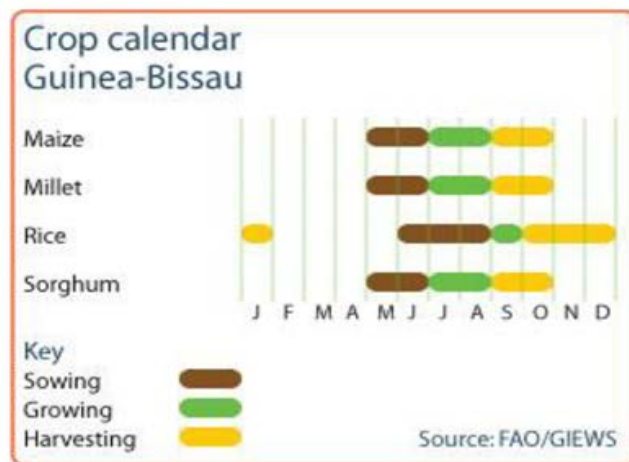 Crop calendar
Guinea-Bissau
Maize
Millet
Rice
Sorghum
J F M A M J J A S O N D
Key
Sowing
Growing
Harvesting
Source: FAO/GIEWS